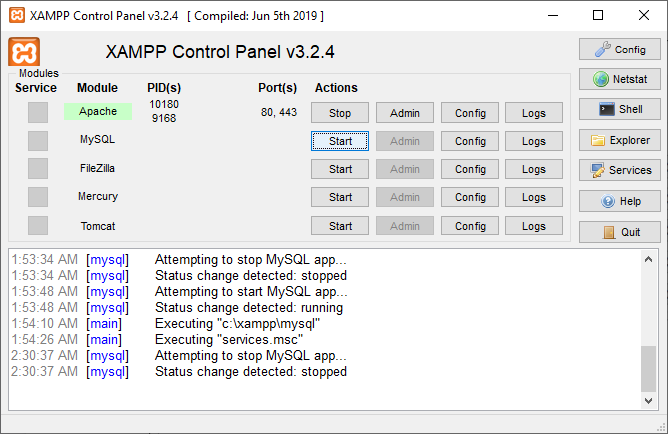 XAMPP Control Panel v3.2.4 [ Compiled: Jun 5th 2019 ]
XAMPP Control Panel v3.2.4
Config
Modules
Service Module PID(s) Port(s) Actions
Netstat
Apache 10180 9168 80, 443 Stop Admin Config Logs
Shell
MySQL Start Admin Config Logs
Explorer
FileZilla Start Admin Config Logs
Services
Mercury Start Admin Config Logs
Help
Tomcat Start Admin Config Logs
Quit
1:53:34 AM [mysql] Attempting to stop MySQL app...
1:53:34 AM [mysql] Status change detected: stopped
1:53:48 AM [mysql] Attempting to start MySQL app...
1:53:48 AM [mysql] Status change detected: running
1:54:10 AM [main] Executing "c:\xampp\mysql"
1:54:26 AM [main] Executing "services.msc"
2:30:37 AM [mysql] Attempting to stop MySQL app...
2:30:37 AM [mysql] Status change detected: stopped